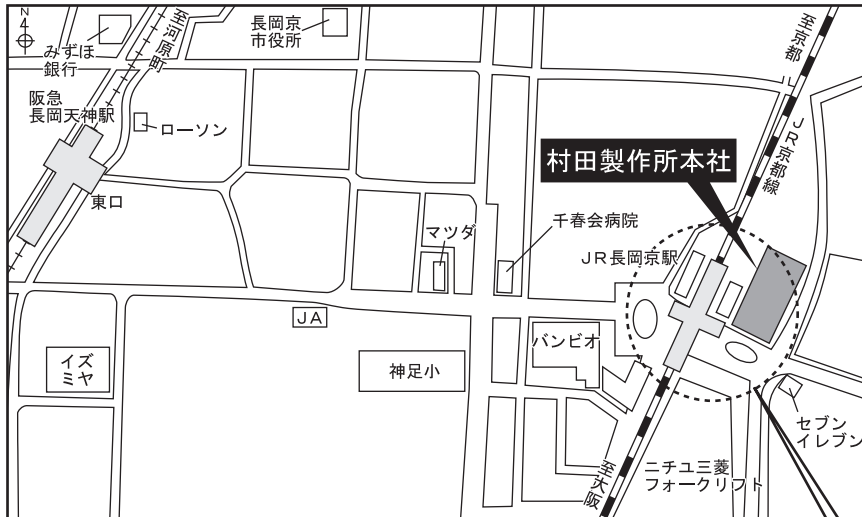 N
みずほ
銀行
至河原町
長岡京
市役所
至京都
阪急
長岡天神駅
ローソン
JR京都線
村田製作所本社
東口
マツダ
千春会病院
JR長岡京駅
JA
バンビオ
イズ
ミヤ
神足小
セブン
イレブン
ニチユ三菱
フォークリフト
至大阪